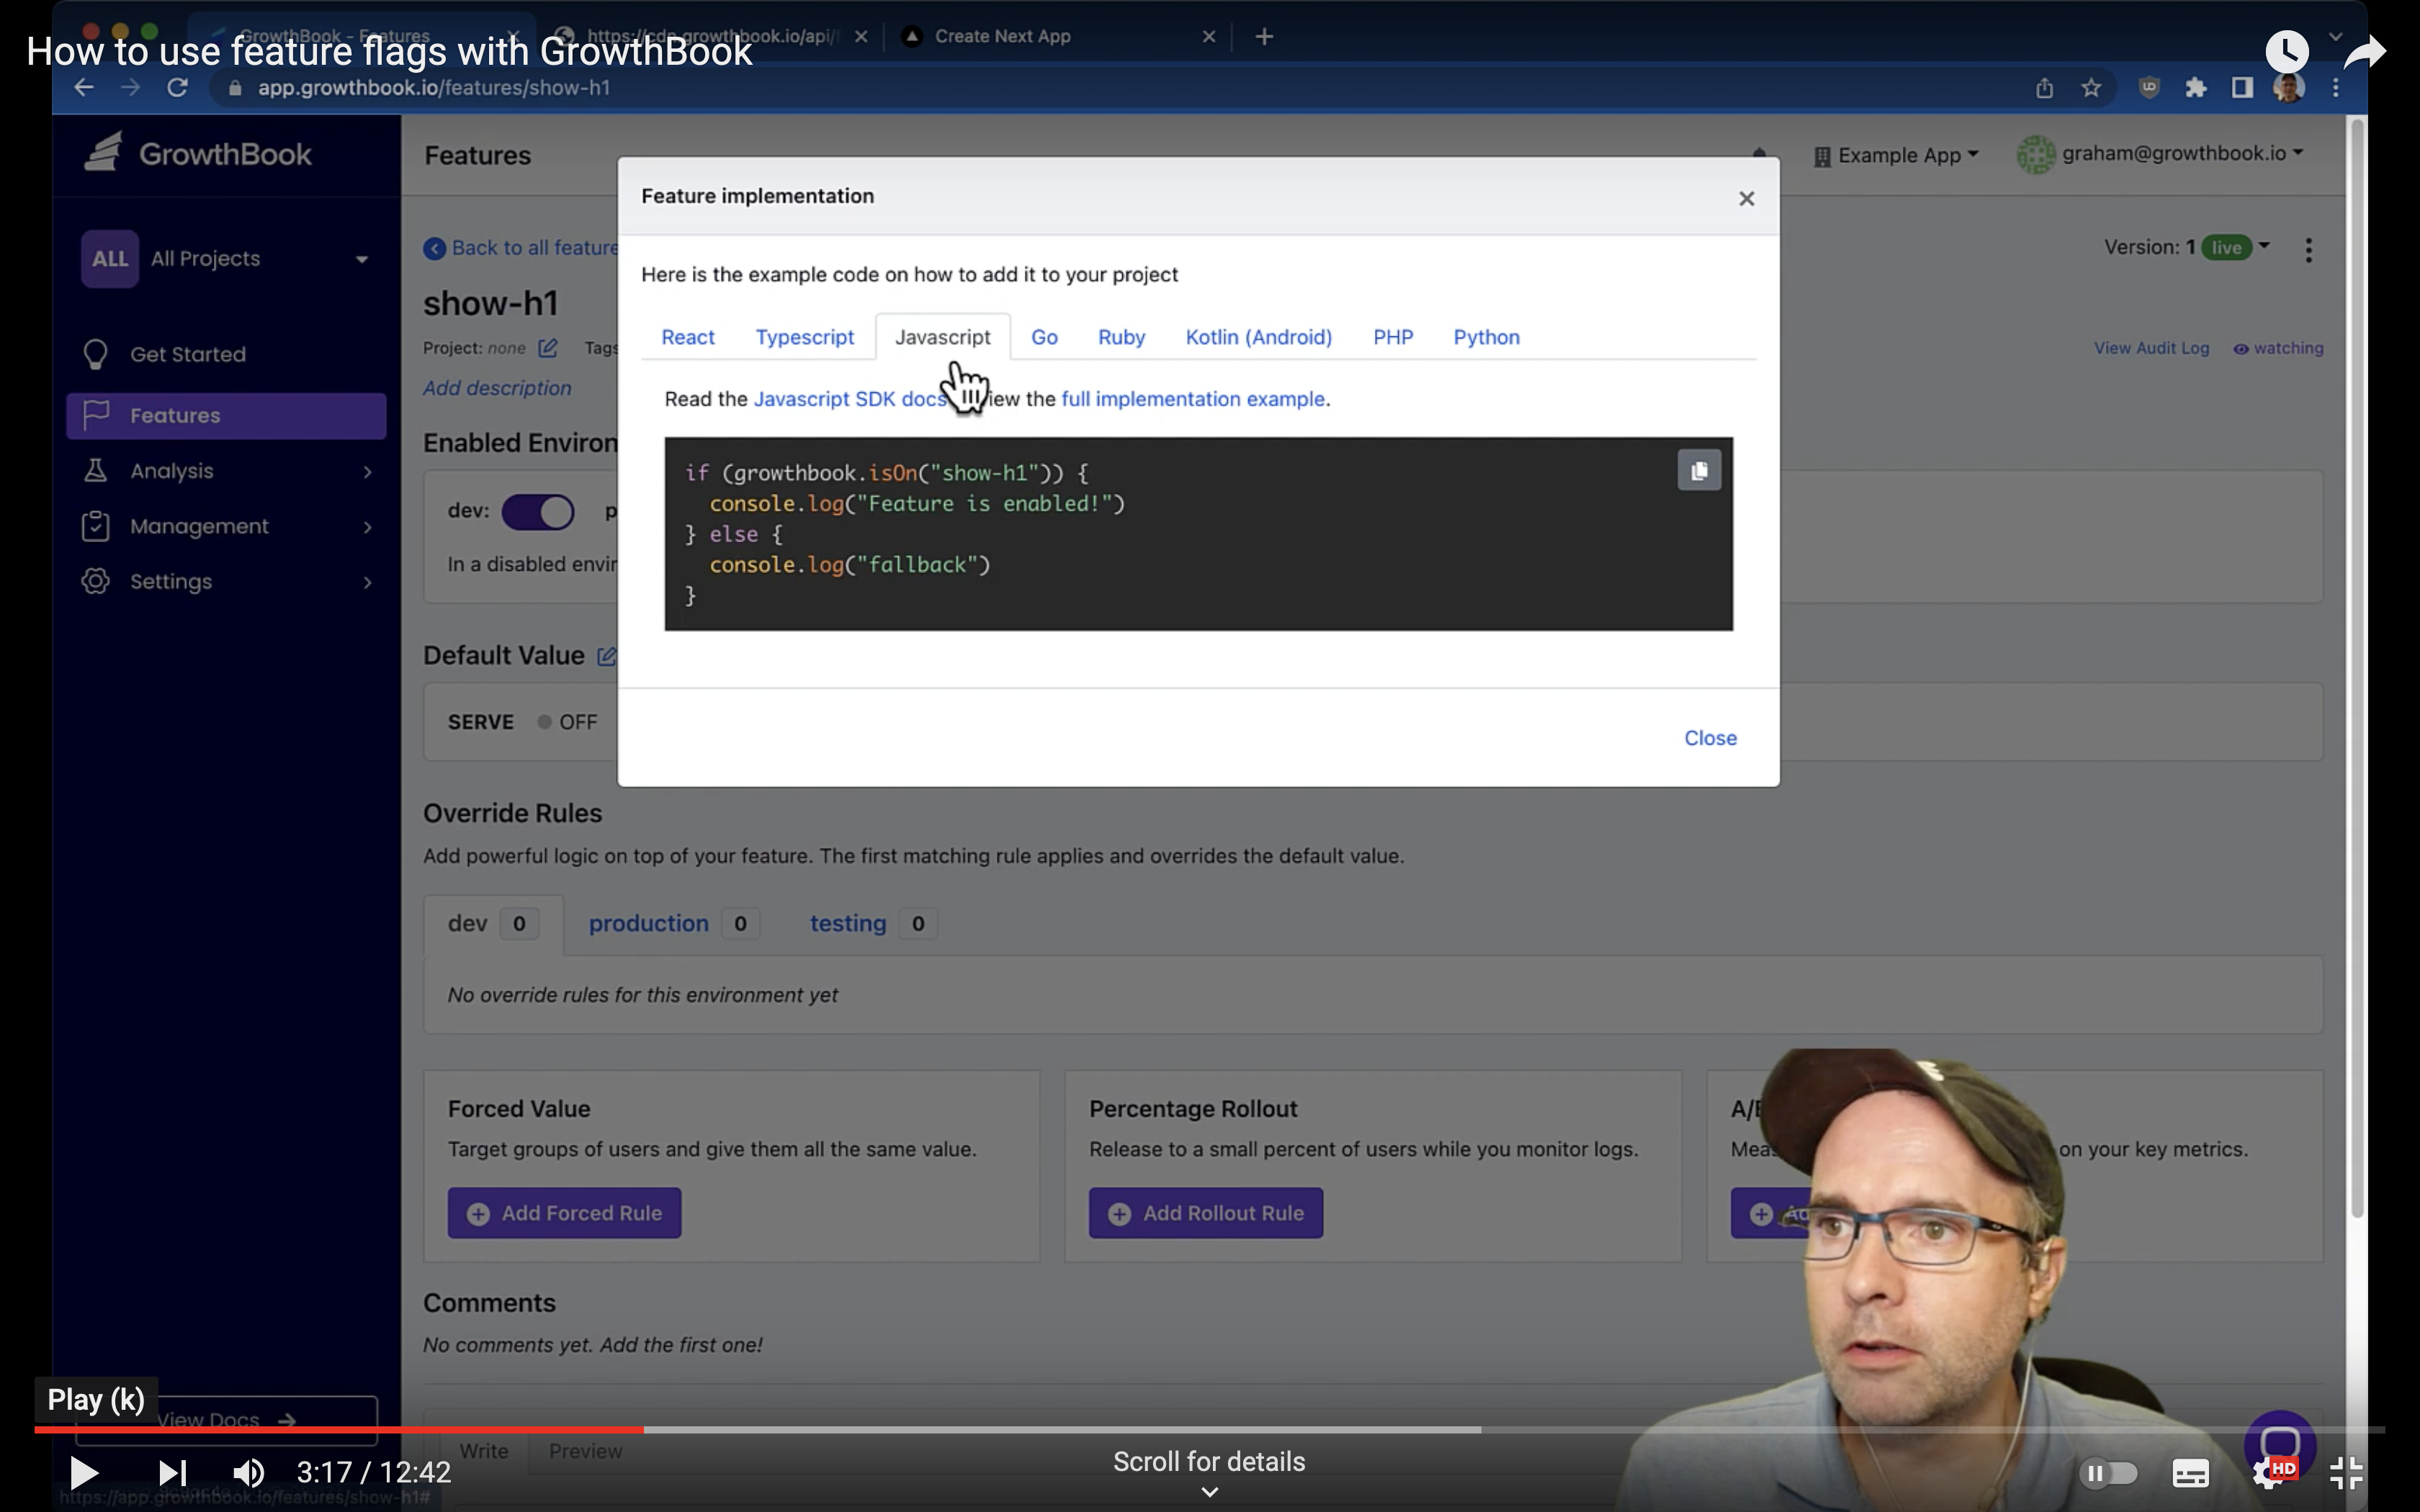 GrowthBook - Features
https://cdn.growthbook.io/api/
Create Next App
How to use feature flags with GrowthBook
app.growthbook.io/features/show-h1
GrowthBook
Features
Example App
graham@growthbook.io
ALL
All Projects
Get Started
Features
Analysis
Management
Settings
View Docs
Back to all feature
Version: 1 live
show-h1
Project: none
Tags
View Audit Log
watching
Add description
Enabled Environ
dev:
p
In a disabled envir
Default Value
SERVE OFF
Feature implementation
Here is the example code on how to add it to your project
React Typescript Javascript Go Ruby Kotlin (Android) PHP Python
Read the Javascript SDK docs iew the full implementation example.
if (growthbook.isOn("show-h1")) {
console.log("Feature is enabled!")
} else {
console.log("fallback")
}
Close
Override Rules
Add powerful logic on top of your feature. The first matching rule applies and overrides the default value.
dev 0 production 0 testing 0
No override rules for this environment yet
Forced Value
Target groups of users and give them all the same value.
Add Forced Rule
Percentage Rollout
Release to a small percent of users while you monitor logs.
Add Rollout Rule
A/
Meas
on your key metrics.
Ad
Comments
No comments yet. Add the first one!
Write Preview
Play (k)
3:17 / 12:42
Scroll for details
HD
https://app.growthbook.io/features/show-h1#